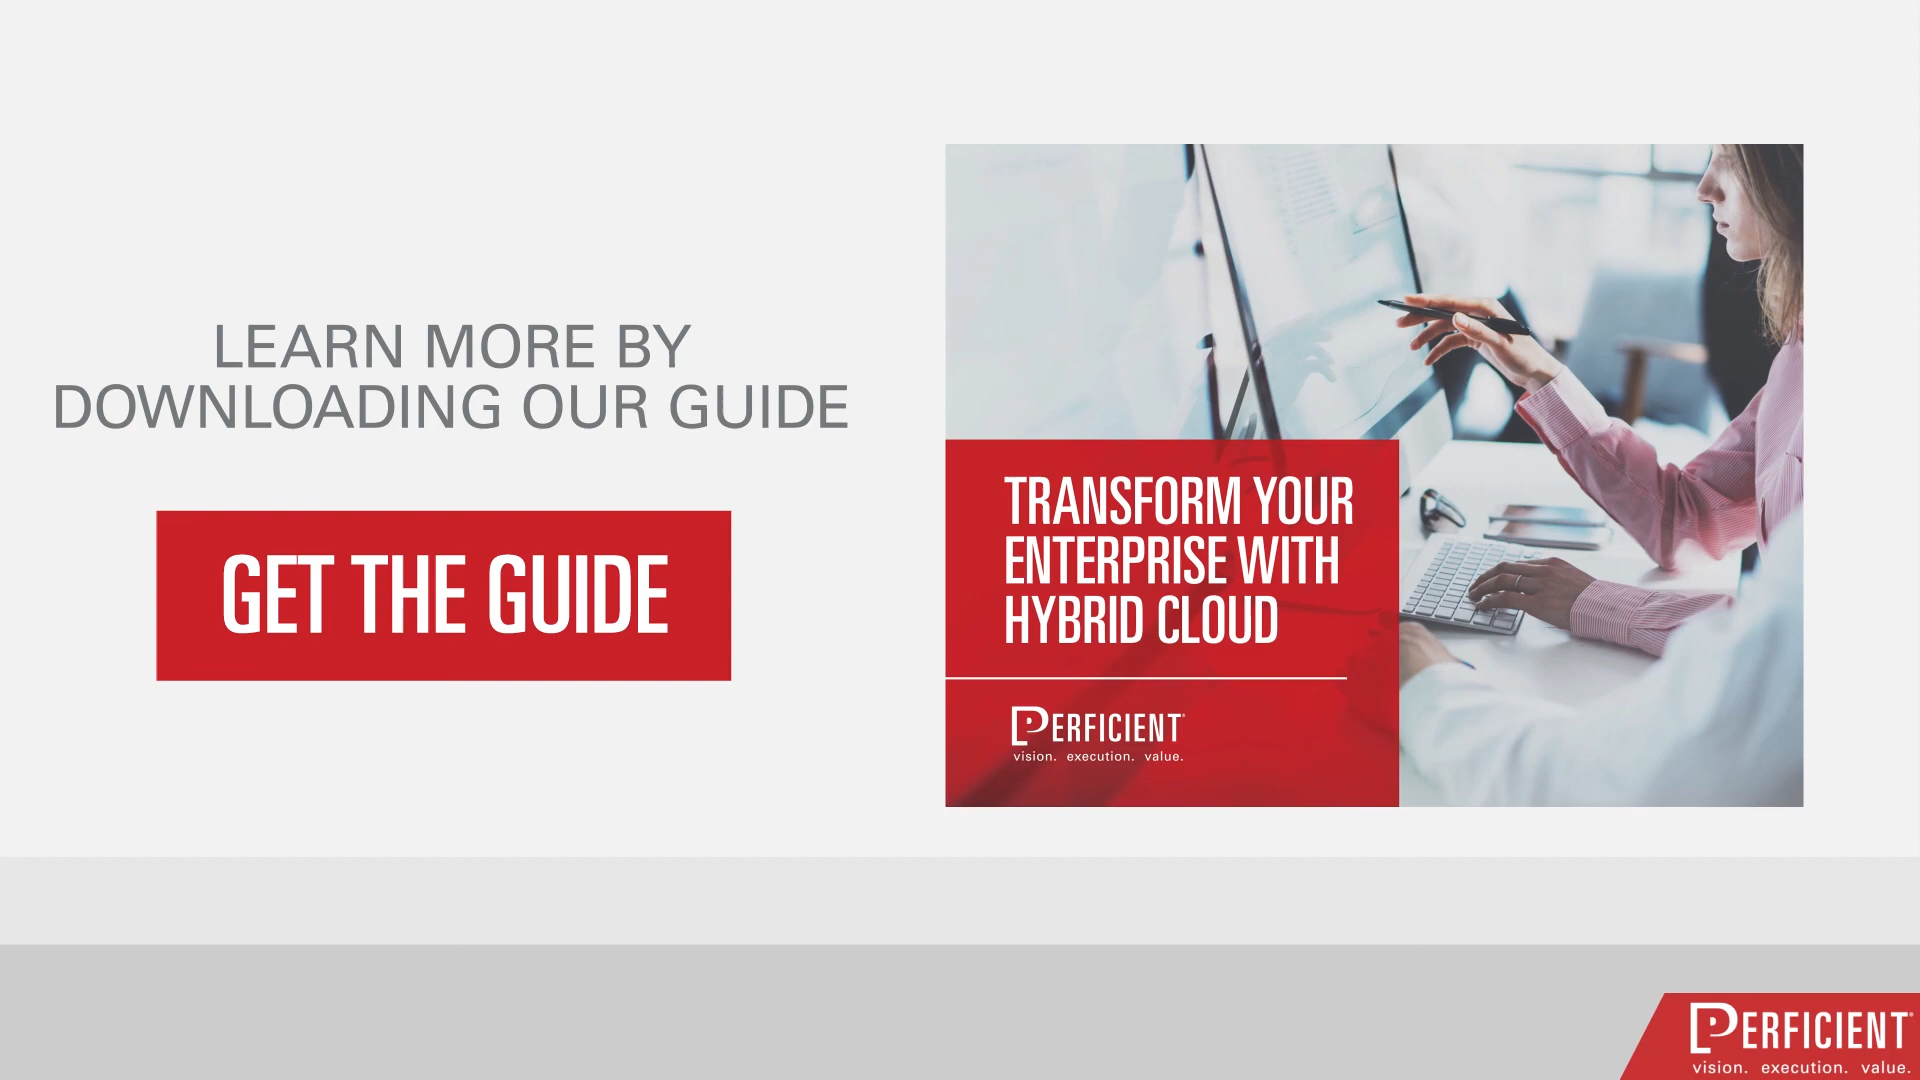 LEARN MORE BY
DOWNLOADING OUR GUIDE
GET THE GUIDE
TRANSFORM YOUR
ENTERPRISE WITH
HYBRID CLOUD
PERFICIENT
vision. execution. value.
PERFICIENT
vision. execution. value.